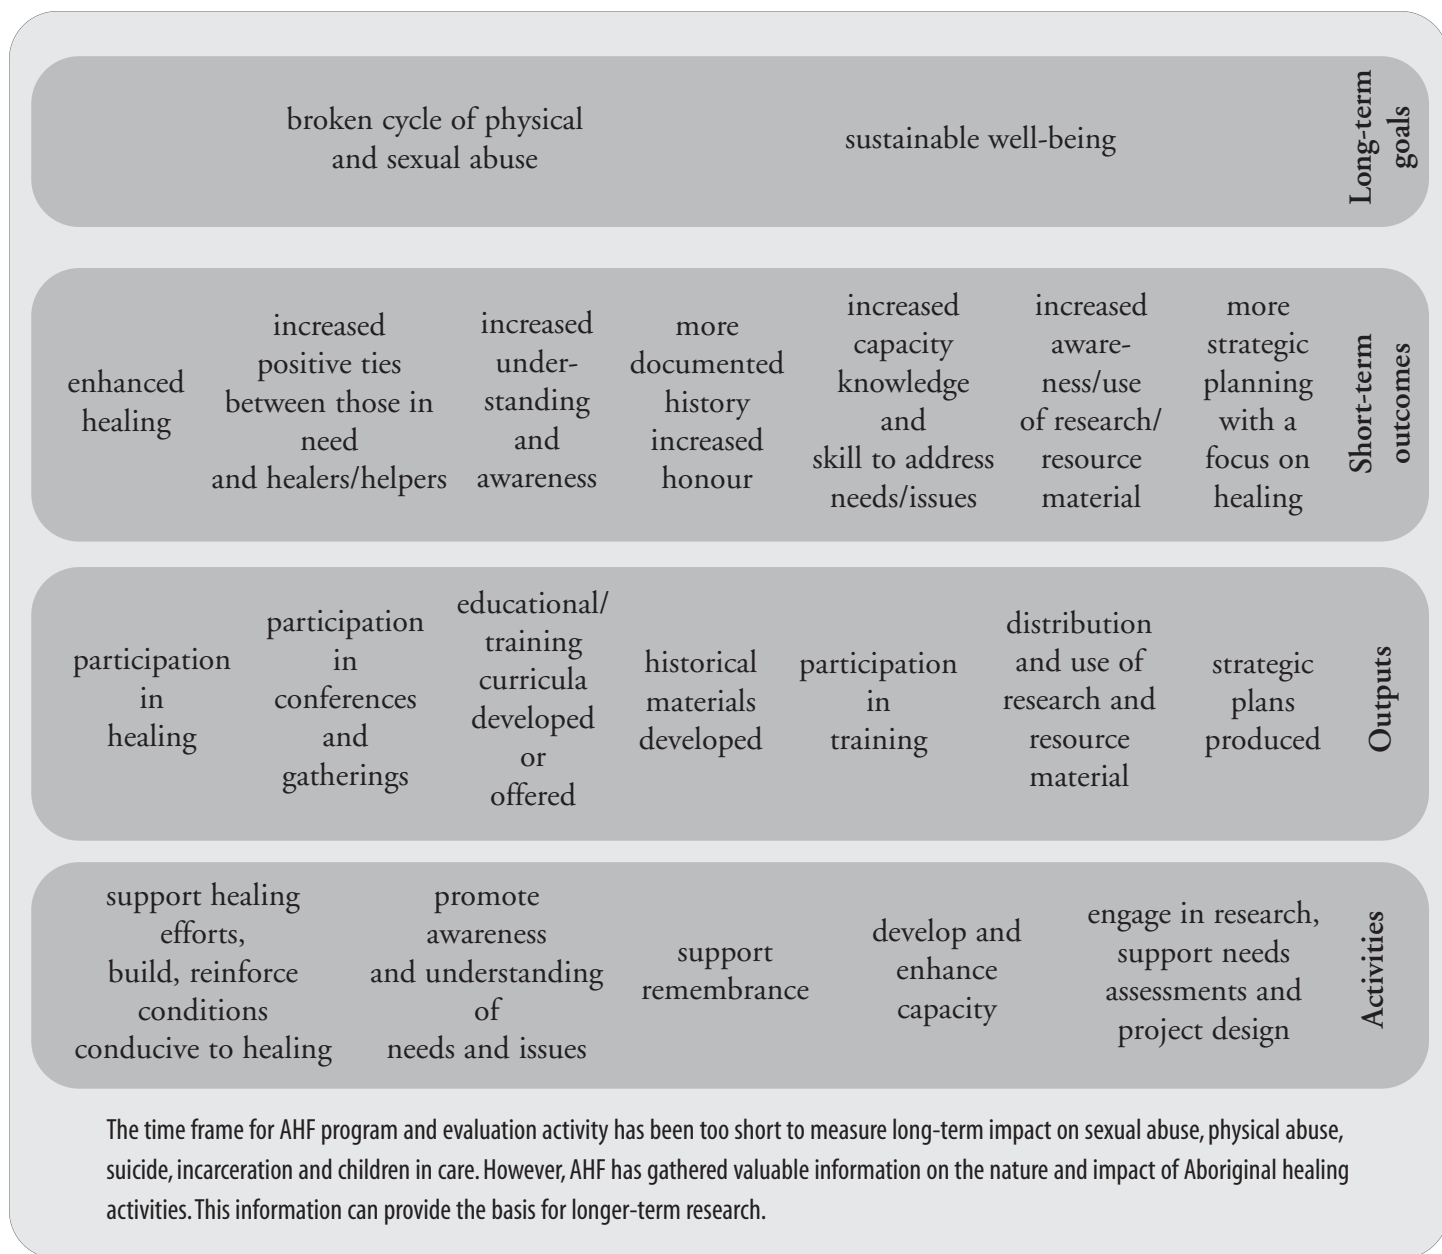 broken cycle of physical
and sexual abuse
sustainable well-being
Long-term
goals
enhanced
healing
increased
positive ties
between those in
need
and healers/helpers
increased
under-
standing
and
awareness
more
documented
history
increased
honour
increased
capacity
knowledge
and
skill to address
needs/issues
increased
aware-
ness/use
of research/
resource
material
more
strategic
planning
with a
focus on
healing
Short-term
outcomes
participation
in
healing
participation
in
conferences
and
gatherings
educational/
training
curricula
developed
or
offered
historical
materials
developed
participation
in
training
distribution
and use of
research and
resource
material
strategic
plans
produced
Outputs
support healing
efforts,
build, reinforce
conditions
conducive to healing
promote
awareness
and understanding
of
needs and issues
support
remembrance
develop and
enhance
capacity
engage in research,
support needs
assessments and
project design
Activities
The time frame for AHF program and evaluation activity has been too short to measure long-term impact on sexual abuse, physical abuse,
suicide, incarceration and children in care. However, AHF has gathered valuable information on the nature and impact of Aboriginal healing
activities. This information can provide the basis for longer-term research.